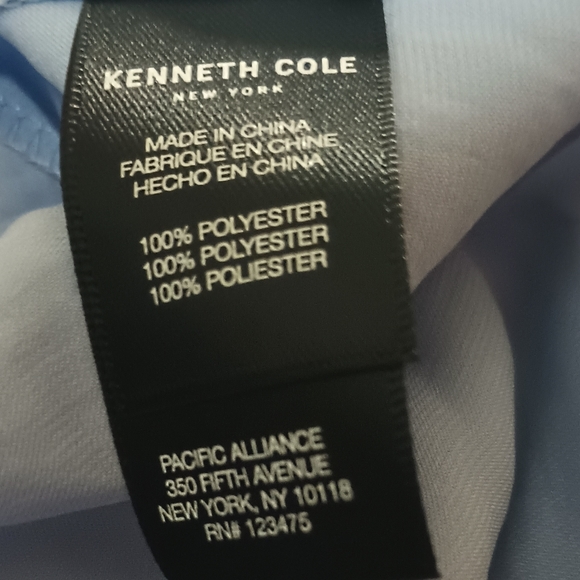 KENNETH COLE
NEW YORK
MADE IN CHINA
FABRIQUE EN CHINE
HECHO EN CHINA
100% POLYESTER
100% POLYESTER
100% POLIESTER
PACIFIC ALLIANCE
350 FIFTH AVENUE
NEW YORK, NY 10118
RN# 123475